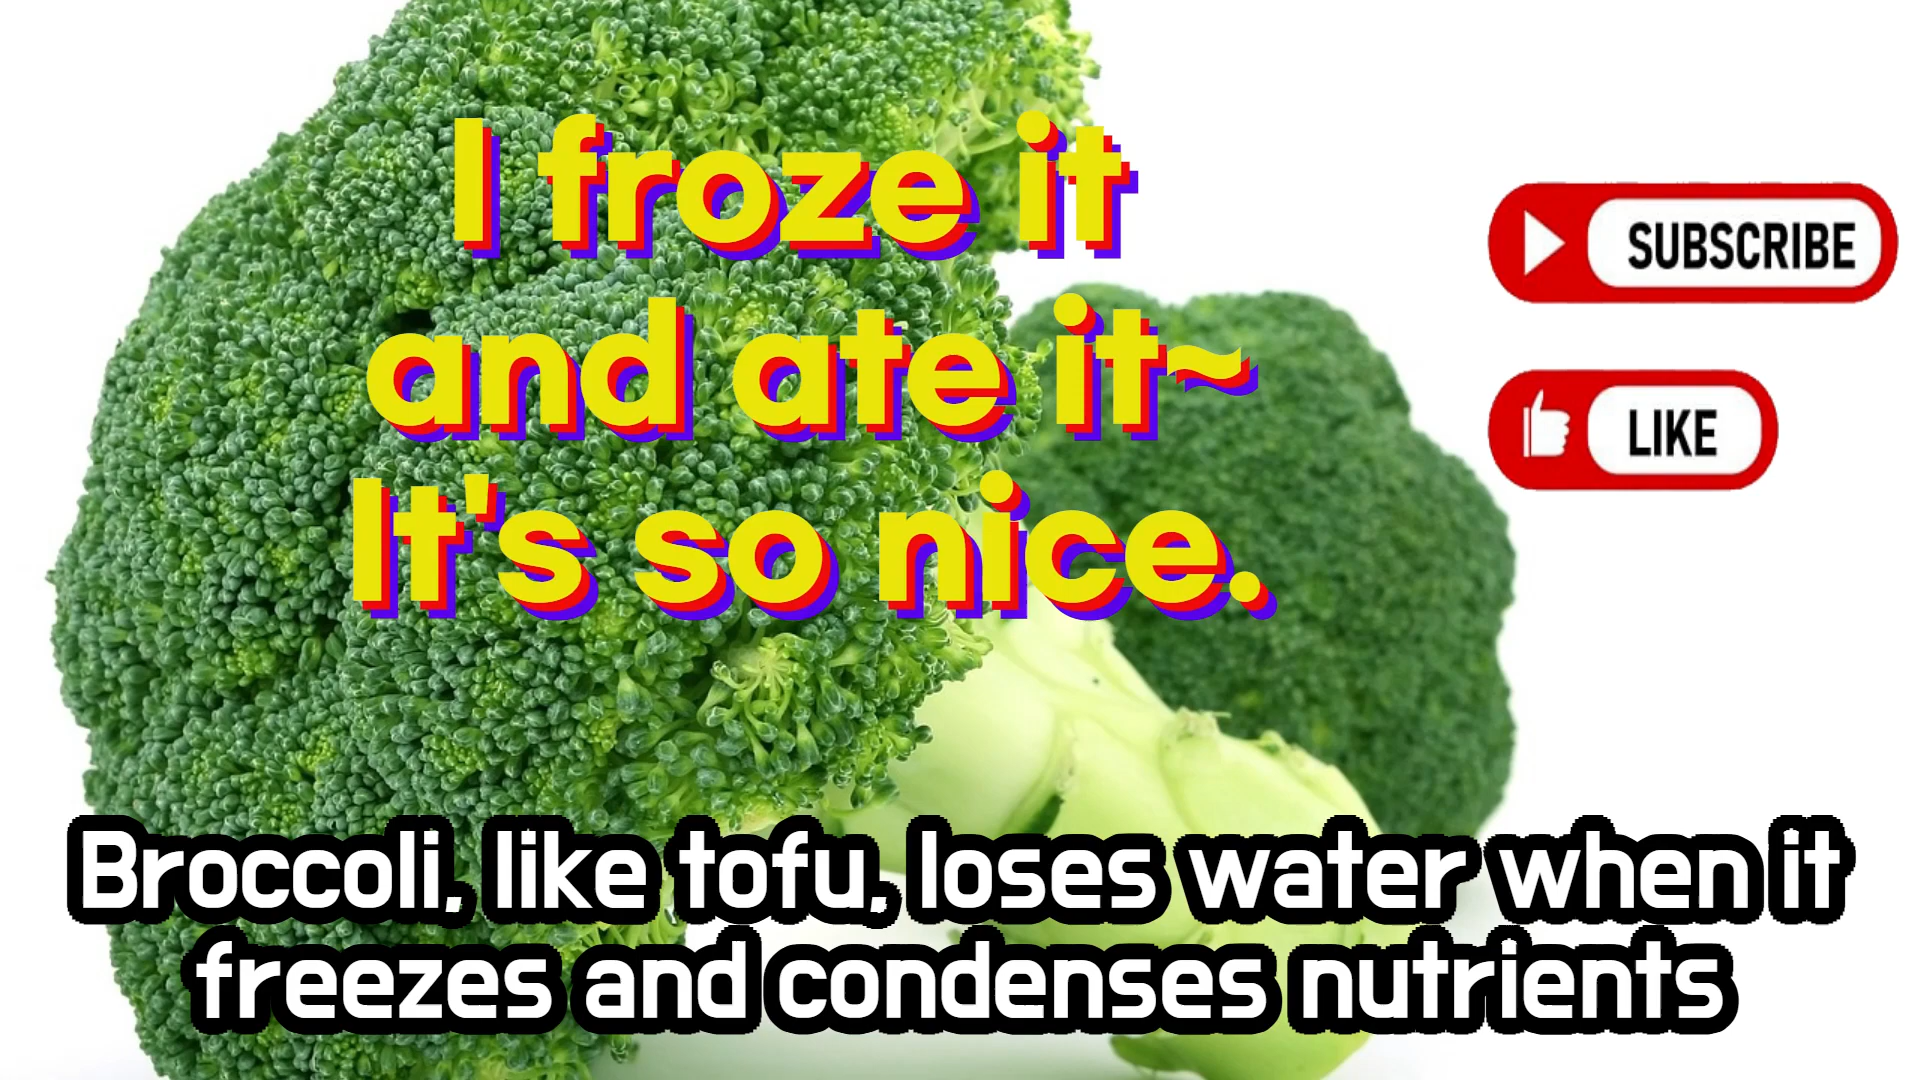 I froze it
and ate it~
It's so nice.
SUBSCRIBE
LIKE
Broccoli, like tofu, loses water when it
freezes and condenses nutrients